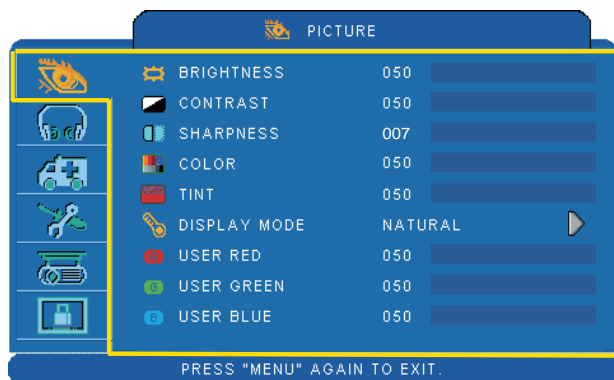 PICTURE
BRIGHTNESS 050
CONTRAST 050
SHARPNESS 007
COLOR 050
TINT 050
DISPLAY MODE NATURAL
R USER RED 050
G USER GREEN 050
B USER BLUE 050
PRESS "MENU" AGAIN TO EXIT.